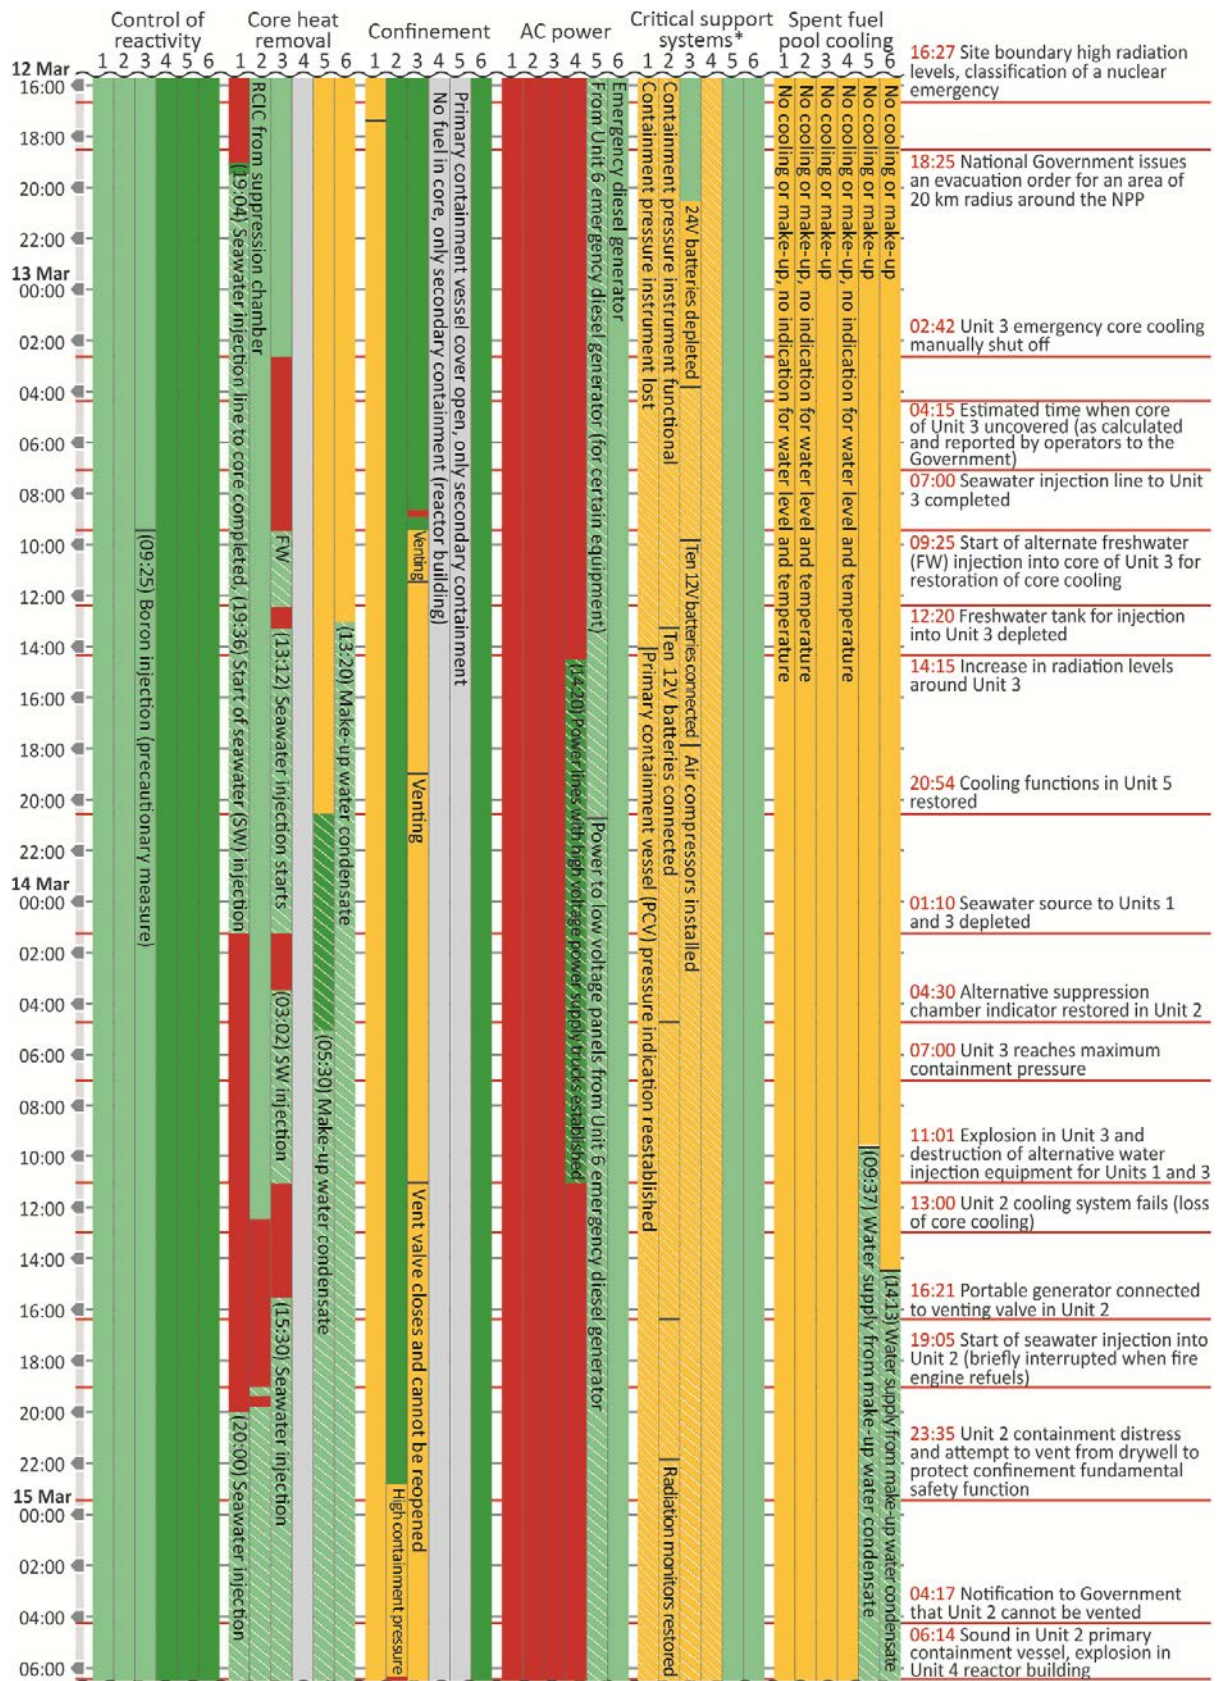 Control of
reactivity
Core heat
removal
Confinement
AC power
Critical support
systems*
Spent fuel
pool cooling
1 2 3 4 5 6
1 2 3 4 5 6
1 2 3 4 5 6
1 2 3 4 5 6
1 2 3 4 5 6
1 2 3 4 5 6
12 Mar
16:00
18:00
20:00
22:00
13 Mar
00:00
02:00
04:00
06:00
08:00
10:00
12:00
14:00
16:00
18:00
20:00
22:00
14 Mar
00:00
02:00
04:00
06:00
08:00
10:00
12:00
14:00
16:00
18:00
20:00
22:00
15 Mar
00:00
02:00
04:00
06:00
(09:25) Boron injection (precautionary measure)
(19:04) Seawater injection line to core completed, (19:36) Start of seawater (SW) injection
(20:00) Seawater injection
RCIC from suppression chamber
FW
(13:12) Seawater injection starts
(03:02) SW injection
(15:30) Seawater injection
(05:30) Make-up water condensate
(13:20) Make-up water condensate
High containment pressure
Venting
Venting
Vent valve closes and cannot be reopened
No fuel in core, only secondary containment (reactor building)
Primary containment vessel cover open, only secondary containment
(14:20) Power lines with high voltage power supply trucks established
From Unit 6 emergency diesel generator (for certain equipment)
Power to low voltage panels from Unit 6 emergency diesel generator
Emergency diesel generator
Containment pressure instrument lost
Primary containment vessel (PCV) pressure indication reestablished
Containment pressure instrument functional
Ten 12V batteries connected
Radiation monitors restored
24V batteries depleted
Ten 12V batteries connected
Air compressors installed
No cooling or make-up, no indication for water level and temperature
No cooling or make-up, no indication for water level and temperature
No cooling or make-up
No cooling or make-up, no indication for water level and temperature
No cooling or make-up
(09:37) Water supply from make-up water condensate
No cooling or make-up
(14:13) Water supply from make-up water condensate
16:27 Site boundary high radiation
levels, classification of a nuclear
emergency
18:25 National Government issues
an evacuation order for an area of
20 km radius around the NPP
02:42 Unit 3 emergency core cooling
manually shut off
04:15 Estimated time when core
of Unit 3 uncovered (as calculated
and reported by operators to the
Government)
07:00 Seawater injection line to Unit
3 completed
09:25 Start of alternate freshwater
(FW) injection into core of Unit 3 for
restoration of core cooling
12:20 Freshwater tank for injection
into Unit 3 depleted
14:15 Increase in radiation levels
around Unit 3
20:54 Cooling functions in Unit 5
restored
01:10 Seawater source to Units 1
and 3 depleted
04:30 Alternative suppression
chamber indicator restored in Unit 2
07:00 Unit 3 reaches maximum
containment pressure
11:01 Explosion in Unit 3 and
destruction of alternative water
injection equipment for Units 1 and 3
13:00 Unit 2 cooling system fails (loss
of core cooling)
16:21 Portable generator connected
to venting valve in Unit 2
19:05 Start of seawater injection into
Unit 2 (briefly interrupted when fire
engine refuels)
23:35 Unit 2 containment distress
and attempt to vent from drywell to
protect confinement fundamental
safety function
04:17 Notification to Government
that Unit 2 cannot be vented
06:14 Sound in Unit 2 primary
containment vessel, explosion in
Unit 4 reactor building